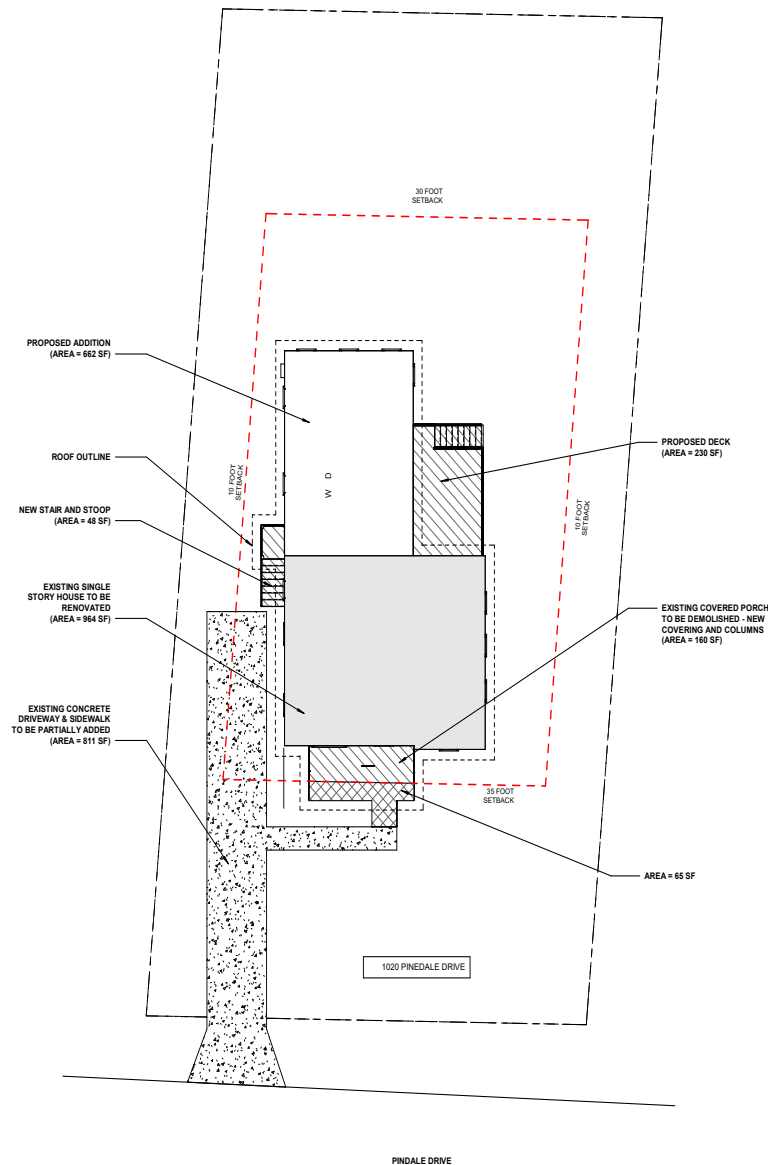 30 FOOT
SETBACK
PROPOSED ADDITION
(AREA = 662 SF)
ROOF OUTLINE
10 FOOT
SETBACK
NEW STAIR AND STOOP
(AREA = 48 SF)
W D
PROPOSED DECK
(AREA = 230 SF)
10 FOOT
SETBACK
EXISTING SINGLE
STORY HOUSE TO BE
RENOVATED
(AREA = 964 SF)
EXISTING COVERED PORCH
TO BE DEMOLISHED - NEW
COVERING AND COLUMNS
(AREA = 160 SF)
EXISTING CONCRETE
DRIVEWAY & SIDEWALK
TO BE PARTIALLY ADDED
(AREA = 811 SF)
35 FOOT
SETBACK
AREA = 65 SF
1020 PINEDALE DRIVE
PINDALE DRIVE